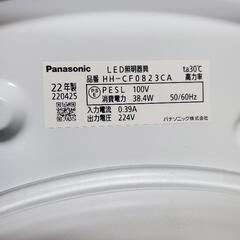 Panasonic LED照明器具 ta30℃
品番 HH-CF0823CA 高力率
22年製 PSE PESL 100V
220425 消費電力 38.4W 50/60Hz
入力電流 0.39A
出力電圧 224V パナソニック株式会社